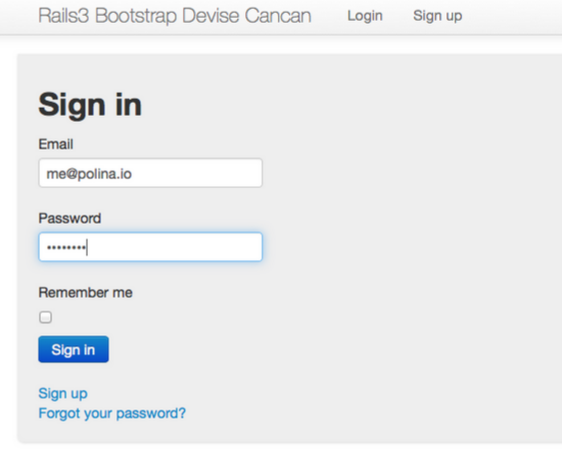 Rails3 Bootstrap Devise Cancan Login Sign up
Sign in
Email
me@polina.io
Password
••••••••
Remember me
Sign in
Sign up
Forgot your password?